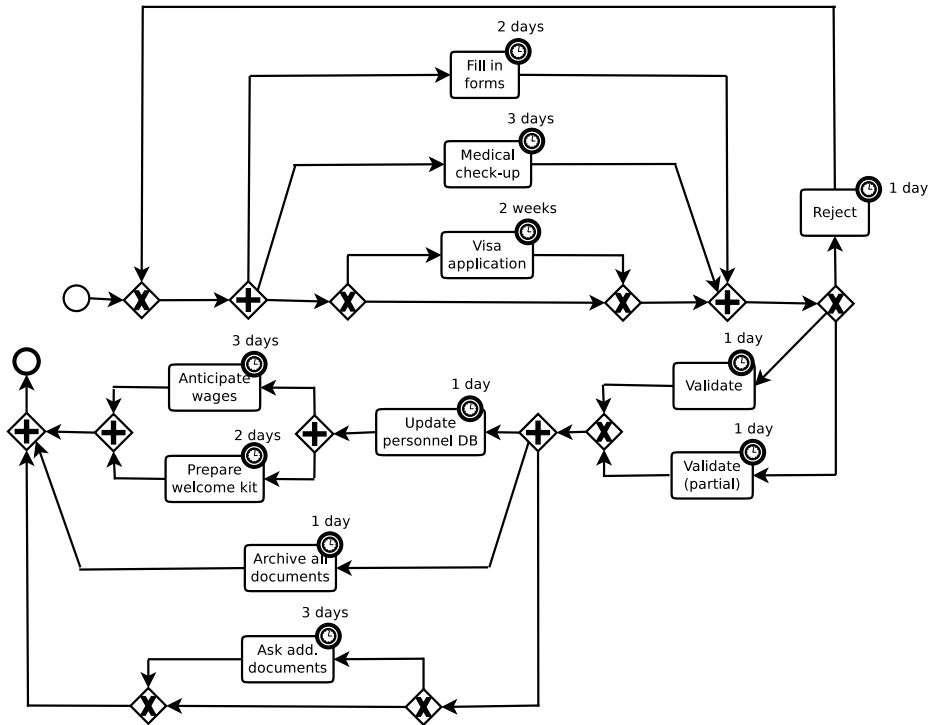 2 days
Fill in
forms
3 days
Medical
check-up
1 day
Reject
2 weeks
Visa
application
3 days
Anticipate
wages
1 day
Validate
1 day
Update
personnel DB
2 days
Prepare
welcome kit
1 day
Validate
(partial)
1 day
Archive all
documents
3 days
Ask add.
documents